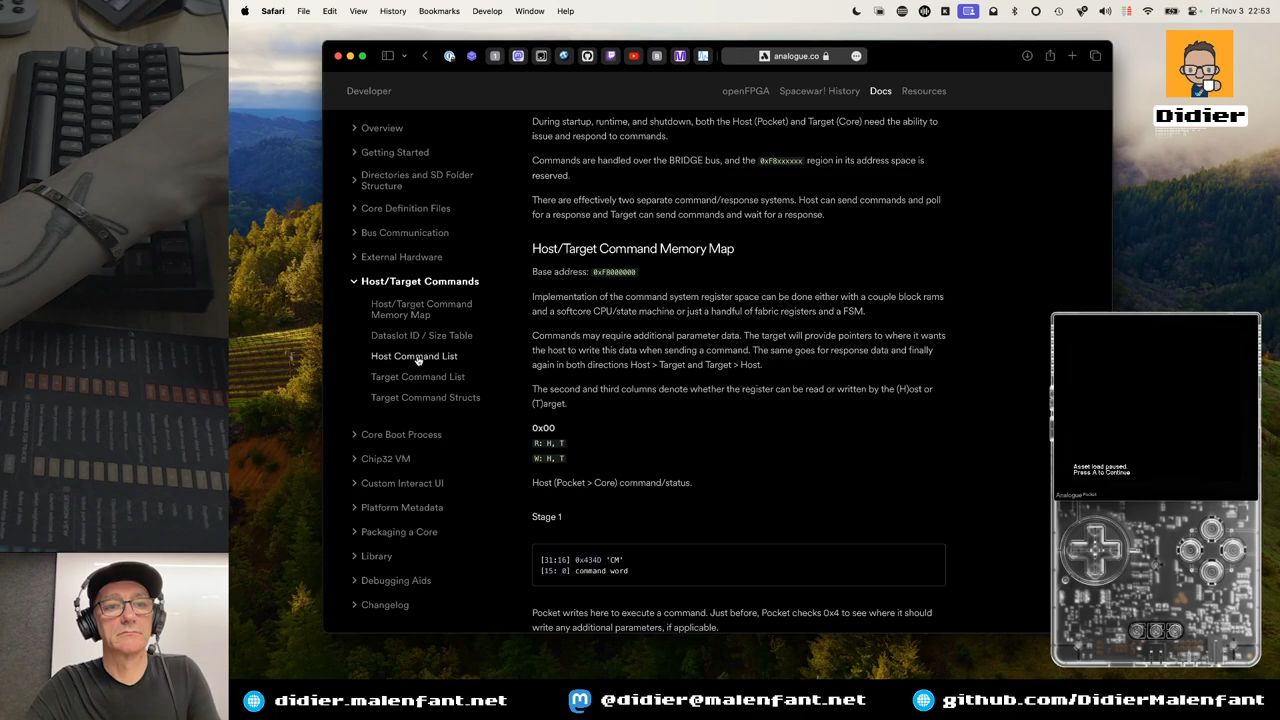 Safari File Edit View History Bookmarks Develop Window Help
Fri Nov 3 22:53
analogue.co
Developer
openFPGA Spacewar! History Docs Resources
Overview
Getting Started
Directories and SD Folder
Structure
Core Definition Files
Bus Communication
External Hardware
Host/Target Commands
Host/Target Command
Memory Map
Dataslot ID / Size Table
Host Command List
Target Command List
Target Command Structs
Core Boot Process
Chip32 VM
Custom Interact UI
Platform Metadata
Packaging a Core
Library
Debugging Aids
Changelog
During startup, runtime, and shutdown, both the Host (Pocket) and Target (Core) need the ability to
issue and respond to commands.
Commands are handled over the BRIDGE bus, and the 0xF8xxxxxx region in its address space is
reserved.
There are effectively two separate command/response systems. Host can send commands and poll
for a response and Target can send commands and wait for a response.
Host/Target Command Memory Map
Base address: 0xF8000000
Implementation of the command system register space can be done either with a couple block rams
and a softcore CPU/state machine or just a handful of fabric registers and a FSM.
Commands may require additional parameter data. The target will provide pointers to where it wants
the host to write this data when sending a command. The same goes for response data and finally
again in both directions Host > Target and Target > Host.
The second and third columns denote whether the register can be read or written by the (H)ost or
(T)arget.
0x00
R: H, T
W: H, T
Host (Pocket > Core) command/status.
Stage 1
[31:16] 0x434D 'CM'
[15: 0] command word
Pocket writes here to execute a command. Just before, Pocket checks 0x4 to see where it should
write any additional parameters, if applicable.
Didier
Asset load paused.
Press A to Continue
Analogue Pocket
didier.malenfant.net
@didier@malenfant.net
github.com/DidierMalenfant